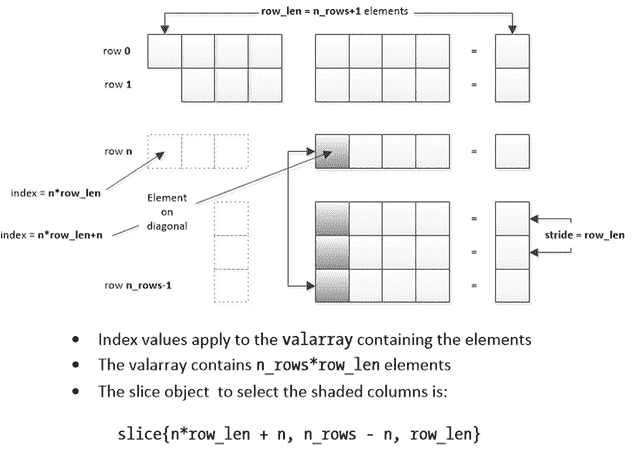 row_len = n_rows+1 elements
row 0
=
row 1
=
row n
=
index = n*row_len
Element
on
diagonal
index = n*row_len+n
=
stride = row_len
=
row n_rows-1
=
• Index values apply to the valarray containing the elements
• The valarray contains n_rows*row_len elements
• The slice object to select the shaded columns is:
slice{n*row_len + n, n_rows - n, row_len}